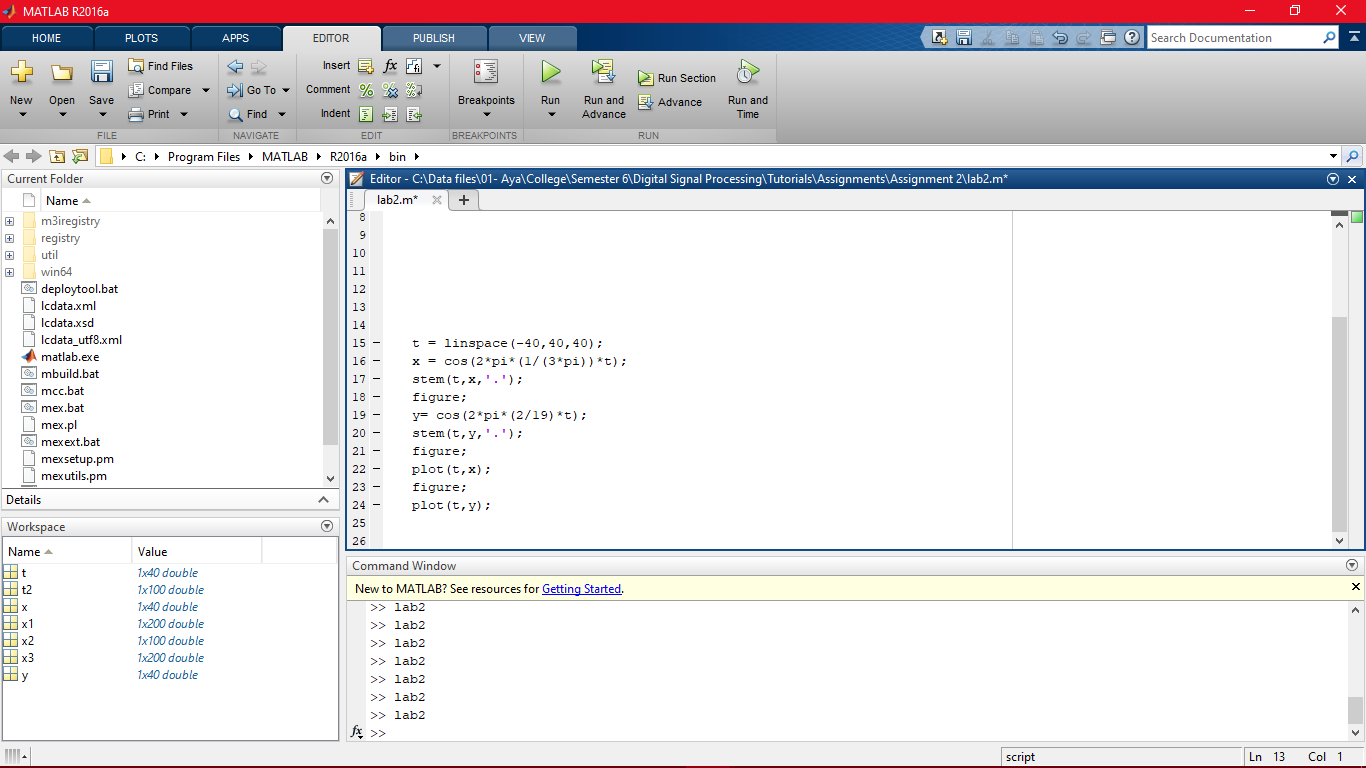 MATLAB R2016a
HOME PLOTS APPS EDITOR PUBLISH VIEW
Search Documentation
New Open Save
Find Files
Compare
Print
FILE
Go To
Find
NAVIGATE
Insert fx
Comment
Indent
EDIT
Breakpoints
BREAKPOINTS
Run
Run and Advance
Run Section
Advance
Run and Time
RUN
C: Program Files MATLAB R2016a bin
Current Folder
Name
m3iregistry
registry
util
win64
deploytool.bat
lcdata.xml
lcdata.xsd
lcdata_utf8.xml
matlab.exe
mbuild.bat
mcc.bat
mex.bat
mex.pl
mexext.bat
mexsetup.pm
mexutils.pm
Details
Workspace
Name Value
t 1x40 double
t2 1x100 double
x 1x40 double
x1 1x200 double
x2 1x100 double
x3 1x200 double
y 1x40 double
Editor - C:\Data files\01- Aya\College\Semester 6\Digital Signal Processing\Tutorials\Assignments\Assignment 2\lab2.m*
lab2.m*
8
9
10
11
12
13
14
15 - t = linspace(-40,40,40);
16 - x = cos(2*pi*(1/(3*pi))*t);
17 - stem(t,x,'.');
18 - figure;
19 - y= cos(2*pi*(2/19)*t);
20 - stem(t,y,'.');
21 - figure;
22 - plot(t,x);
23 - figure;
24 - plot(t,y);
25
26
Command Window
New to MATLAB? See resources for Getting Started.
>> lab2
>> lab2
>> lab2
>> lab2
>> lab2
>> lab2
>> lab2
fx >>
script Ln 13 Col 1